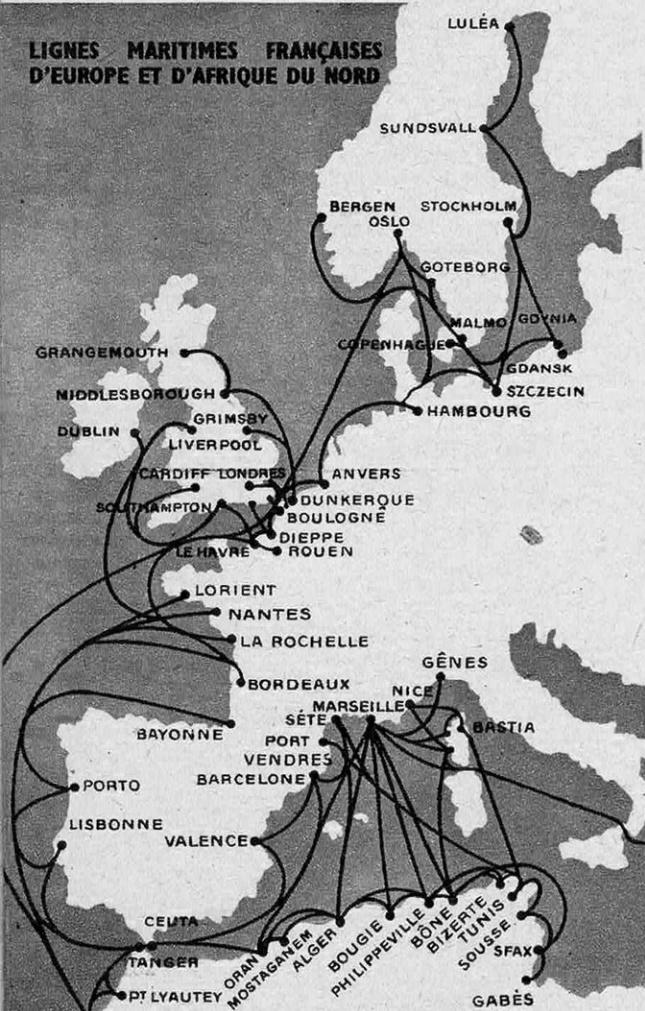 LIGNES MARITIMES FRANÇAISES
D'EUROPE ET D'AFRIQUE DU NORD
LULÉA
SUNDSVALL
BERGEN
STOCKHOLM
OSLO
GOTEBORG
MALMO
GDYNIA
COPENHAGUE
GRANGEMOUTH
GDANSK
SZCZECIN
MIDDLESBOROUGH
HAMBOURG
GRIMSBY
DUBLIN
LIVERPOOL
CARDIFF
LONDRES
ANVERS
DUNKERQUE
SOUTHAMPTON
BOULOGNE
DIEPPE
LE HAVRE
ROUEN
LORIENT
NANTES
LA ROCHELLE
GÊNES
BORDEAUX
NICE
MARSEILLE
SÉTE
BASTIA
BAYONNE
PORT
VENDRES
BARCELONE
PORTO
LISBONNE
VALENCE
CEUTA
TANGER
ORAN
MOSTAGANEM
ALGER
BOUGIE
PHILIPPEVILLE
BÔNE
BIZERTE
TUNIS
SOUSSE
SFAX
GABÈS
PT LYAUTEY